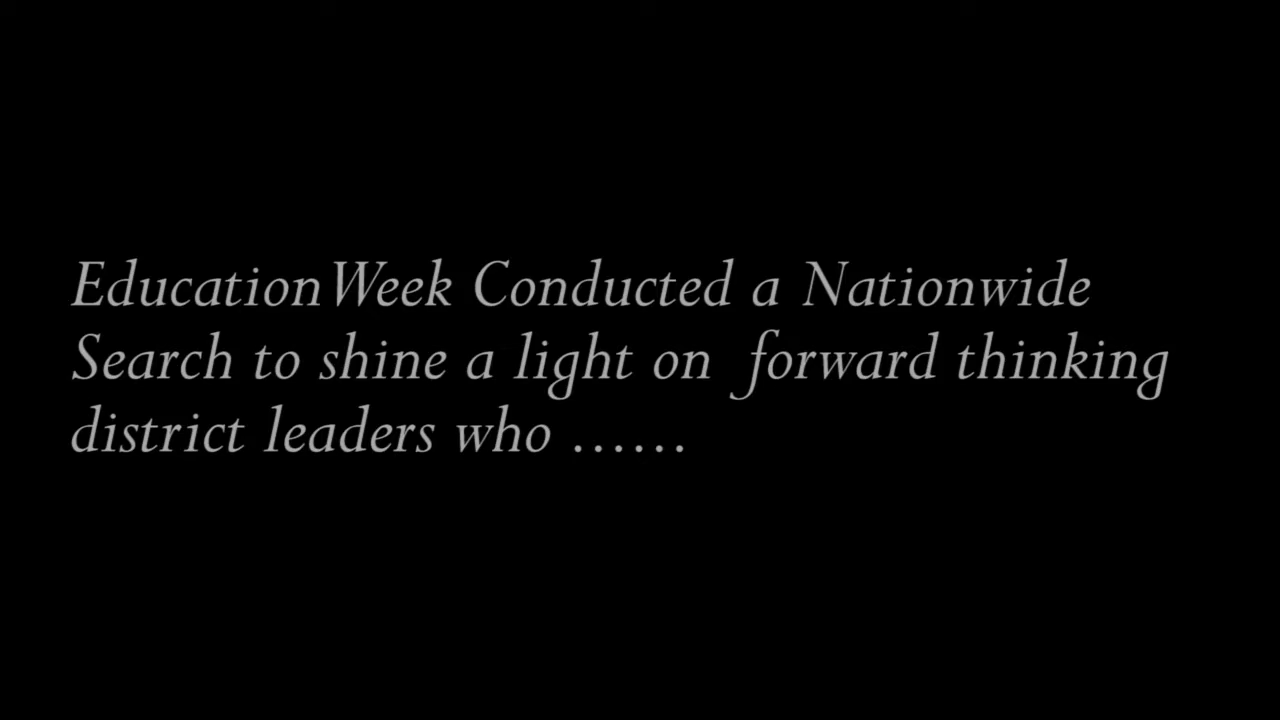 EducationWeek Conducted a Nationwide
Search to shine a light on forward thinking
district leaders who ......